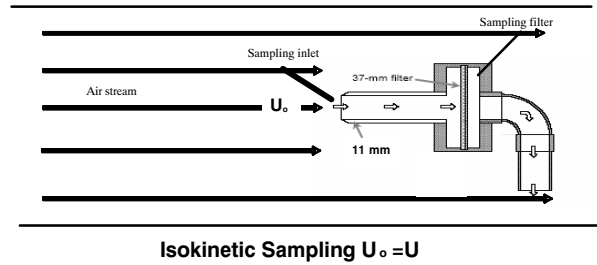 Sampling filter
Sampling inlet
37-mm filter
Air stream
Uₒ
11 mm
Isokinetic Sampling Uₒ =U